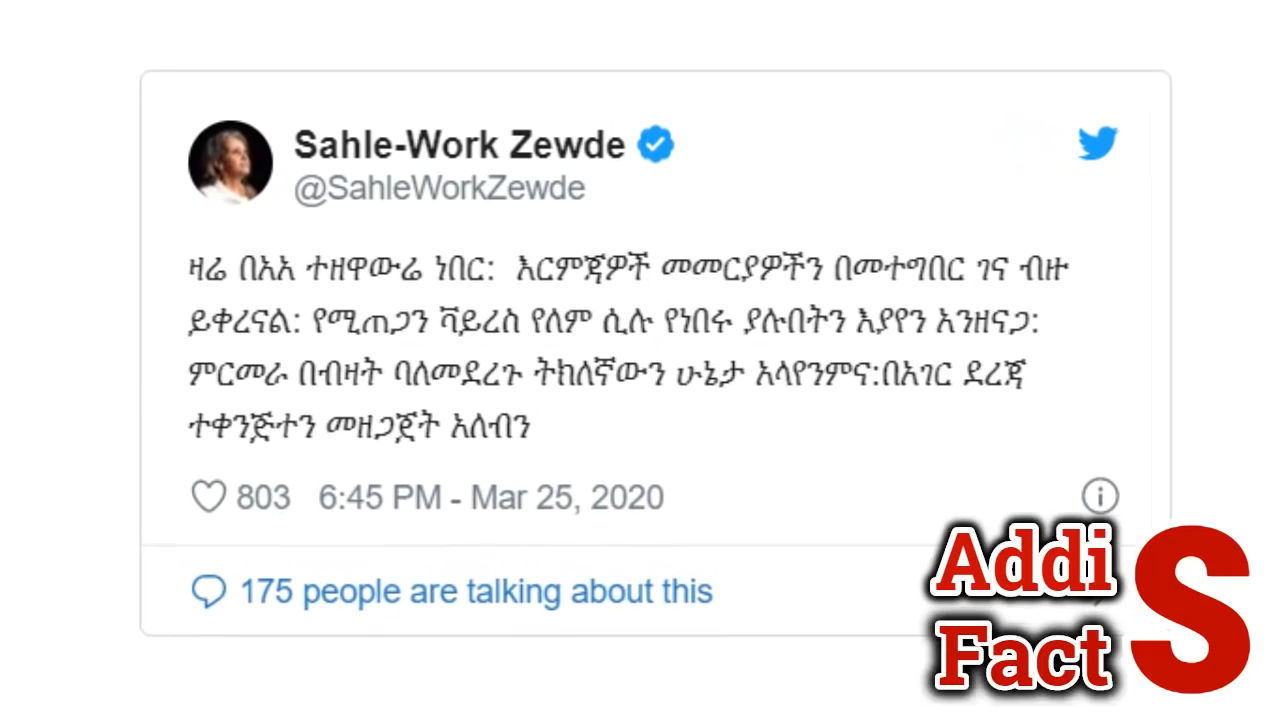 Sahle-Work Zewde
@SahleWorkZewde
ዛሬ በአአ ተዘዋውሬ ነበር: እርምጃዎች መመርያዎችን በመተግበር ገና ብዙ
ይቀረናል: የሚጠጋን ቫይረስ የለም ሲሉ የነበሩ ያሉበትን እያየን አንዘናጋ:
ምርመራ በብዛት ባለመደረጉ ትክለኛውን ሁኔታ አላየንምና:በአገር ደረጃ
ተቀንጅተን መዘጋጀት አለብን
803 6:45 PM - Mar 25, 2020
175 people are talking about this
Addi
Fact
S